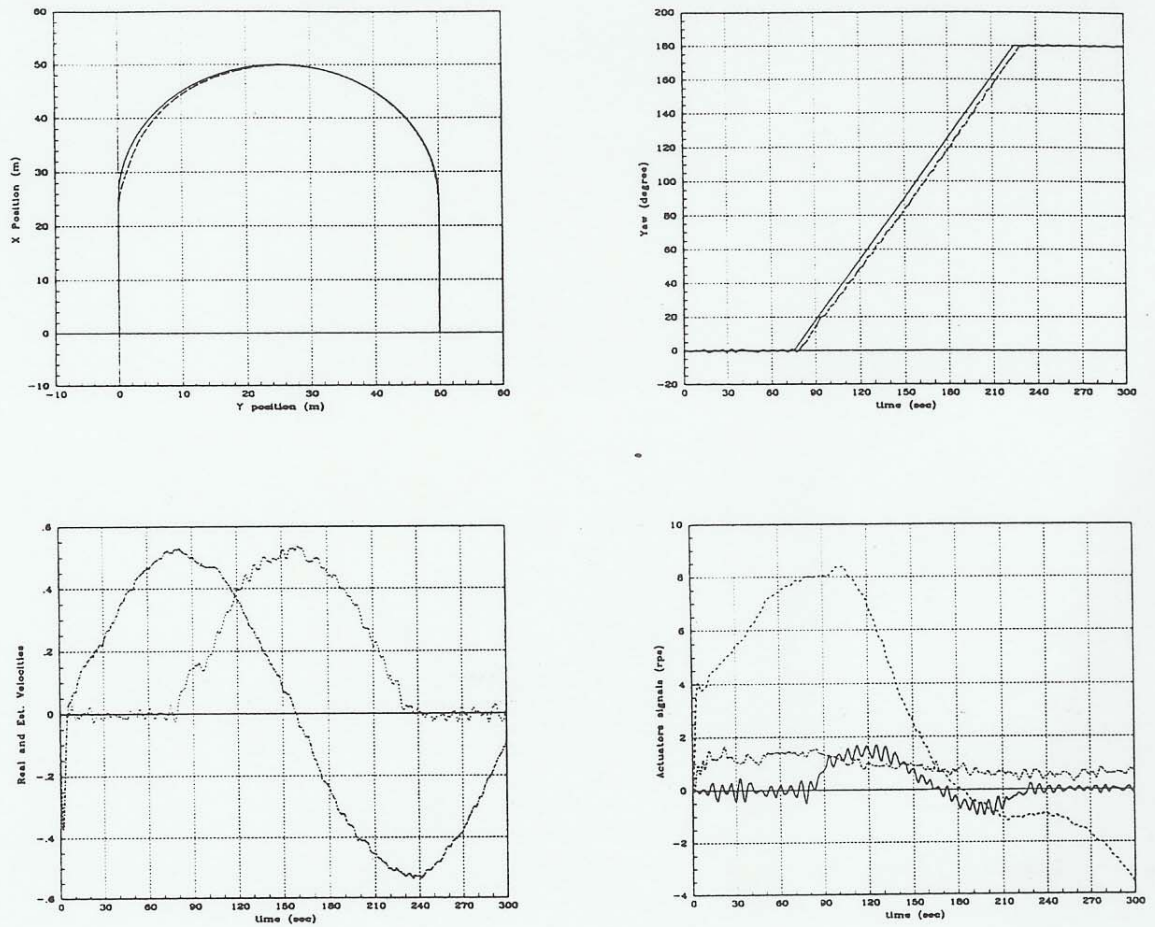 60
50
40
30
20
10
0
-10
X Position (m)
-10 0 10 20 30 40 50 60
Y position (m)
200
180
160
140
120
100
80
60
40
20
0
-20
Yaw (degree)
0 30 60 90 120 150 180 210 240 270 300
time (sec)
.6
.4
.2
0
-.2
-.4
-.6
Real and Est. Velocities
0 30 60 90 120 150 180 210 240 270 300
time (sec)
10
8
6
4
2
0
-2
-4
Actuators signals (rps)
0 30 60 90 120 150 180 210 240 270 300
time (sec)